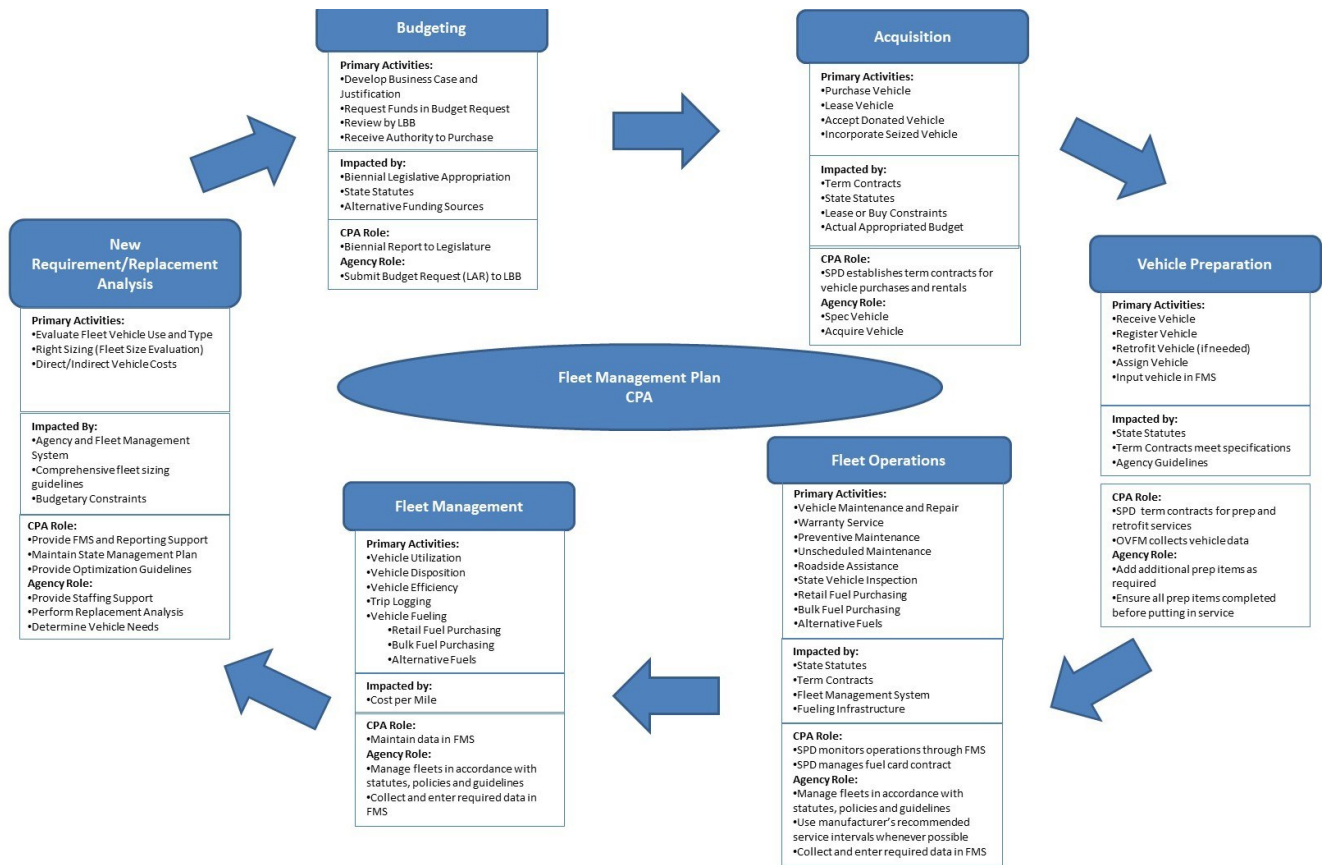 Budgeting
Primary Activities:
•Develop Business Case and
Justification
•Request Funds in Budget Request
•Review by LBB
•Receive Authority to Purchase
Impacted by:
•Biennial Legislative Appropriation
•State Statutes
•Alternative Funding Sources
CPA Role:
•Biennial Report to Legislature
Agency Role:
•Submit Budget Request (LAR) to LBB
Acquisition
Primary Activities:
•Purchase Vehicle
•Lease Vehicle
•Accept Donated Vehicle
•Incorporate Seized Vehicle
Impacted by:
•Term Contracts
•State Statutes
•Lease or Buy Constraints
•Actual Appropriated Budget
CPA Role:
•SPD establishes term contracts for
vehicle purchases and rentals
Agency Role:
•Spec Vehicle
•Acquire Vehicle
Vehicle Preparation
Primary Activities:
•Receive Vehicle
•Register Vehicle
•Retrofit Vehicle (if needed)
•Assign Vehicle
•Input vehicle in FMS
Impacted by:
•State Statutes
•Term Contracts meet specifications
•Agency Guidelines
CPA Role:
•SPD term contracts for prep and
retrofit services
•OVFM collects vehicle data
Agency Role:
•Add additional prep items as
required
•Ensure all prep items completed
before putting in service
Fleet Operations
Primary Activities:
•Vehicle Maintenance and Repair
•Warranty Service
•Preventive Maintenance
•Unscheduled Maintenance
•Roadside Assistance
•State Vehicle Inspection
•Retail Fuel Purchasing
•Bulk Fuel Purchasing
•Alternative Fuels
Impacted by:
•State Statutes
•Term Contracts
•Fleet Management System
•Fueling Infrastructure
CPA Role:
•SPD monitors operations through FMS
•SPD manages fuel card contract
Agency Role:
•Manage fleets in accordance with
statutes, policies and guidelines
•Use manufacturer's recommended
service intervals whenever possible
•Collect and enter required data in FMS
Fleet Management
Primary Activities:
•Vehicle Utilization
•Vehicle Disposition
•Vehicle Efficiency
•Trip Logging
•Vehicle Fueling
•Retail Fuel Purchasing
•Bulk Fuel Purchasing
•Alternative Fuels
Impacted by:
•Cost per Mile
CPA Role:
•Maintain data in FMS
Agency Role:
•Manage fleets in accordance with
statutes, policies and guidelines
•Collect and enter required data in
FMS
New
Requirement/Replacement
Analysis
Primary Activities:
•Evaluate Fleet Vehicle Use and Type
•Right Sizing (Fleet Size Evaluation)
•Direct/Indirect Vehicle Costs
Impacted By:
•Agency and Fleet Management
System
•Comprehensive fleet sizing
guidelines
•Budgetary Constraints
CPA Role:
•Provide FMS and Reporting Support
•Maintain State Management Plan
•Provide Optimization Guidelines
Agency Role:
•Provide Staffing Support
•Perform Replacement Analysis
•Determine Vehicle Needs
Fleet Management Plan
CPA